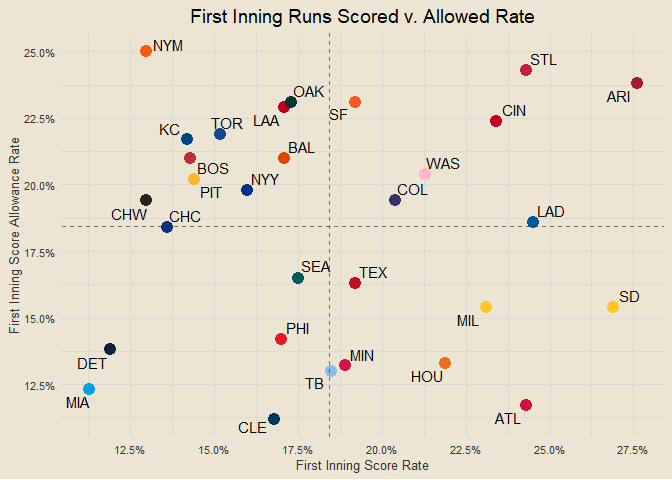 First Inning Runs Scored v. Allowed Rate
First Inning Score Allowance Rate
25.0%
22.5%
20.0%
17.5%
15.0%
12.5%
NYM
STL
ARI
OAK
LAA
SF
CIN
KC
TOR
BAL
BOS
WAS
PIT
NYY
COL
CHW
CHC
LAD
SEA
TEX
MIL
SD
PHI
DET
MIN
TB
HOU
MIA
CLE
ATL
12.5%
15.0%
17.5%
20.0%
22.5%
25.0%
27.5%
First Inning Score Rate